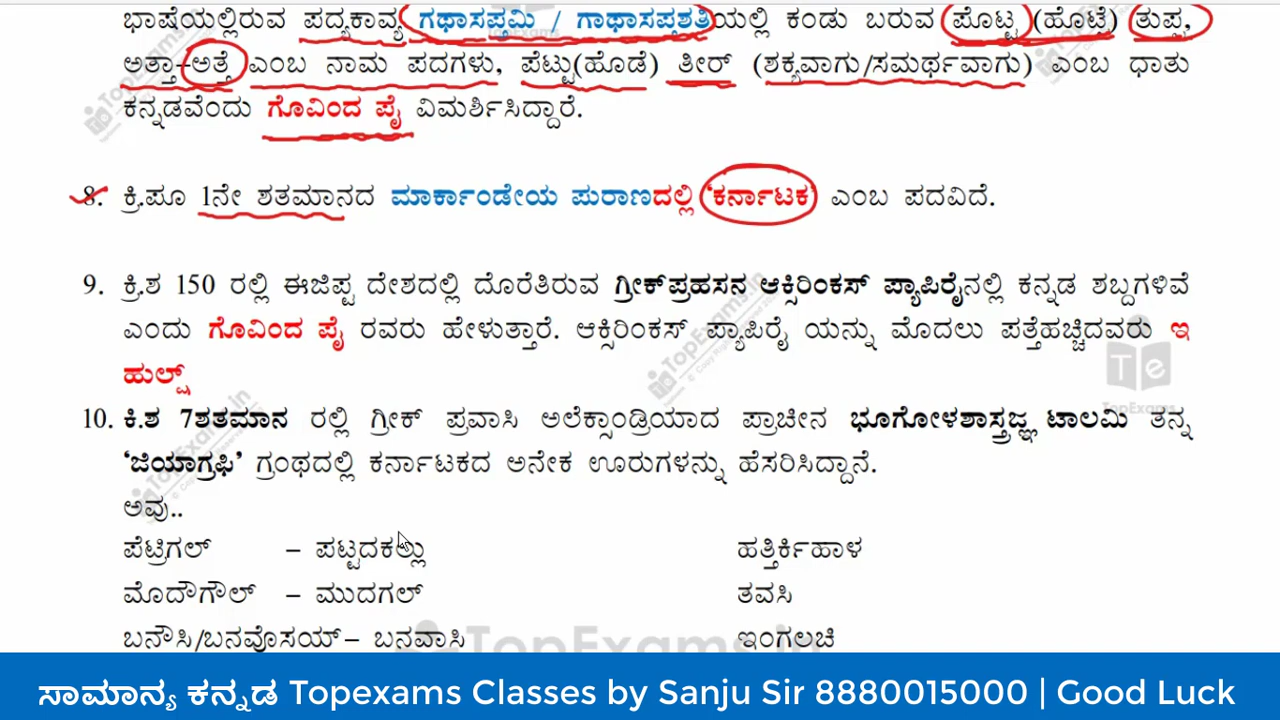 ಭಾಷೆಯಲ್ಲಿರುವ ಪದ್ಯಕಾವ್ಯ ಗಥಾಸಪ್ತಮಿ / ಗಾಥಾಸಪ್ತಶತಿಯಲ್ಲಿ ಕಂಡು ಬರುವ ಪೊಟ್ಟ (ಹೊಟ್ಟೆ) ತುಪ್ಪ,
ಅತ್ತಾ-ಅತ್ತೆ ಎಂಬ ನಾಮ ಪದಗಳು, ಪೆಟ್ಟು(ಹೊಡೆ) ತೀರ್ (ಶಕ್ಯವಾಗು/ಸಮರ್ಥವಾಗು) ಎಂಬ ಧಾತು
ಕನ್ನಡವೆಂದು ಗೊವಿಂದ ಪೈ ವಿಮರ್ಶಿಸಿದ್ದಾರೆ.
8. ಕ್ರಿ.ಪೂ 1ನೇ ಶತಮಾನದ ಮಾರ್ಕಾಂಡೇಯ ಪುರಾಣದಲ್ಲಿ 'ಕರ್ನಾಟಕ' ಎಂಬ ಪದವಿದೆ.
9. ಕ್ರಿ.ಶ 150 ರಲ್ಲಿ ಈಜಿಪ್ಟ ದೇಶದಲ್ಲಿ ದೊರೆತಿರುವ ಗ್ರೀಕ್‌ಪ್ರಹಸನ ಆಕ್ಸಿರಿಂಕಸ್ ಪ್ಯಾಪಿರೈನಲ್ಲಿ ಕನ್ನಡ ಶಬ್ದಗಳಿವೆ
ಎಂದು ಗೊವಿಂದ ಪೈ ರವರು ಹೇಳುತ್ತಾರೆ. ಆಕ್ಸಿರಿಂಕಸ್ ಪ್ಯಾಪಿರೈ ಯನ್ನು ಮೊದಲು ಪತ್ತೆಹಚ್ಚಿದವರು ಇ
ಹುಲ್ಷ್
10. ಕಿ.ಶ 7ಶತಮಾನ ರಲ್ಲಿ ಗ್ರೀಕ್ ಪ್ರವಾಸಿ ಅಲೆಕ್ಸಾಂಡ್ರಿಯಾದ ಪ್ರಾಚೀನ ಭೂಗೋಳಶಾಸ್ತ್ರಜ್ಞ ಟಾಲಮಿ ತನ್ನ
'ಜಿಯಾಗ್ರಫಿ' ಗ್ರಂಥದಲ್ಲಿ ಕರ್ನಾಟಕದ ಅನೇಕ ಊರುಗಳನ್ನು ಹೆಸರಿಸಿದ್ದಾನೆ.
ಅವು..
ಪೆಟ್ರಿಗಲ್ – ಪಟ್ಟದಕಲ್ಲು ಹತ್ತಿರ್ಕಿಹಾಳ
ಮೊದೌಗೌಲ್ – ಮುದಗಲ್ ತವಸಿ
ಬನೌಸಿ/ಬನವೊಸಯ್– ಬನವಾಸಿ ಇಂಗಲಚಿ
TopExams.in
TopExams
ಸಾಮಾನ್ಯ ಕನ್ನಡ Topexams Classes by Sanju Sir 8880015000 | Good Luck